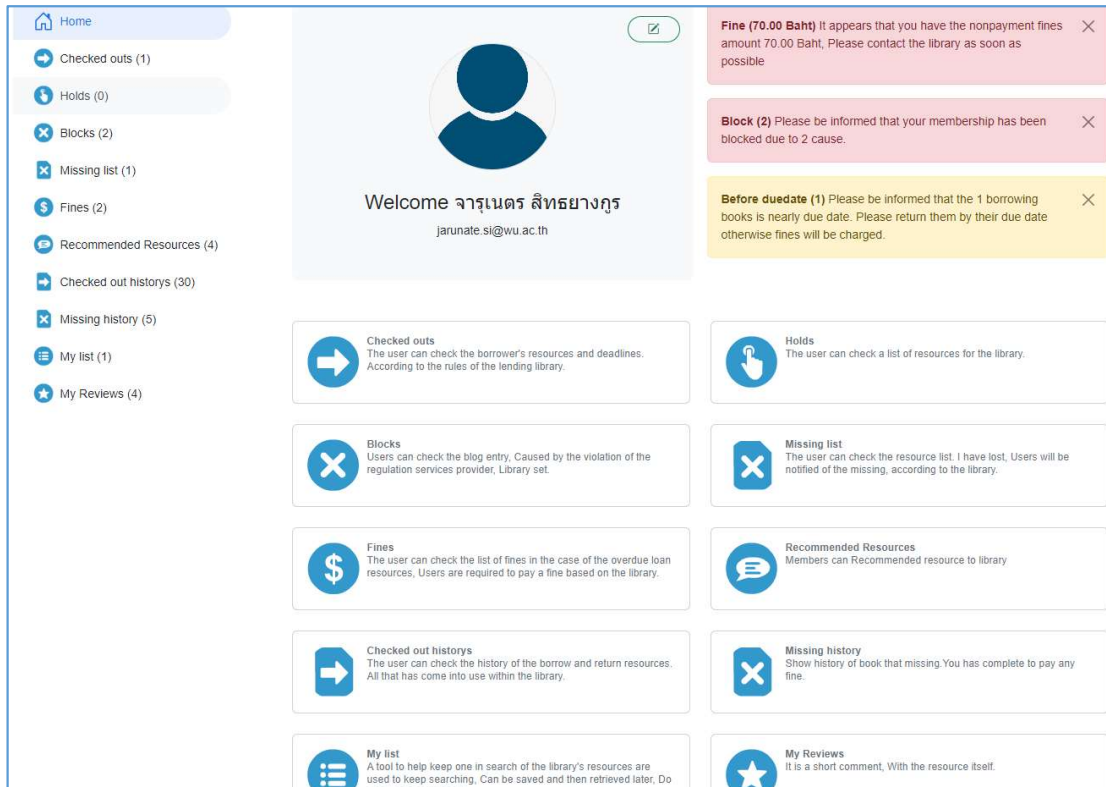 Home
Checked outs (1)
Holds (0)
Blocks (2)
Missing list (1)
Fines (2)
Recommended Resources (4)
Checked out historys (30)
Missing history (5)
My list (1)
My Reviews (4)
Welcome จารุเนตร สิทธยางกูร
jarunate.si@wu.ac.th
Fine (70.00 Baht) It appears that you have the nonpayment fines
amount 70.00 Baht, Please contact the library as soon as
possible
Block (2) Please be informed that your membership has been
blocked due to 2 cause.
Before duedate (1) Please be informed that the 1 borrowing
books is nearly due date. Please return them by their due date
otherwise fines will be charged.
Checked outs
The user can check the borrower's resources and deadlines.
According to the rules of the lending library.
Holds
The user can check a list of resources for the library.
Blocks
Users can check the blog entry, Caused by the violation of the
regulation services provider, Library set.
Missing list
The user can check the resource list. I have lost, Users will be
notified of the missing, according to the library.
Fines
The user can check the list of fines in the case of the overdue loan
resources, Users are required to pay a fine based on the library.
Recommended Resources
Members can Recommended resource to library
Checked out historys
The user can check the history of the borrow and return resources.
All that has come into use within the library.
Missing history
Show history of book that missing.You has complete to pay any
fine.
My list
A tool to help keep one in search of the library's resources are
used to keep searching, Can be saved and then retrieved later, Do
My Reviews
It is a short comment, With the resource itself.